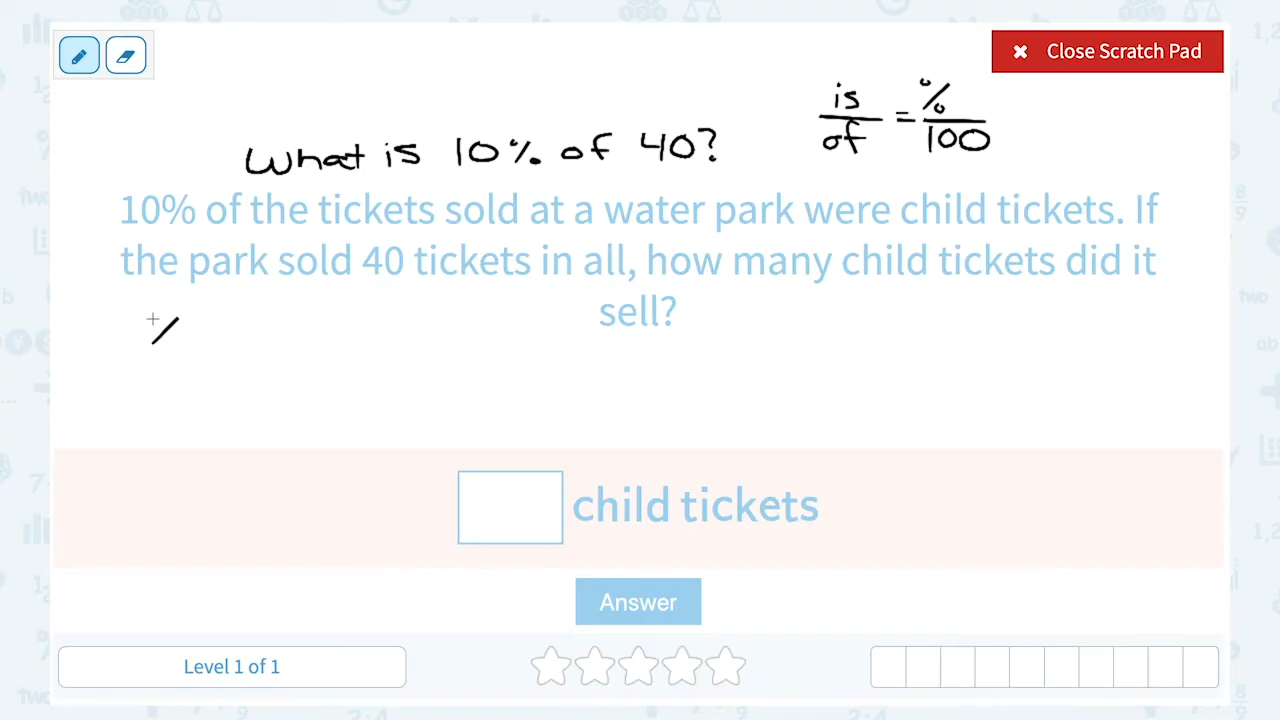 Close Scratch Pad
is/of = %/100
What is 10% of 40?
10% of the tickets sold at a water park were child tickets. If
the park sold 40 tickets in all, how many child tickets did it
sell?
child tickets
Answer
Level 1 of 1